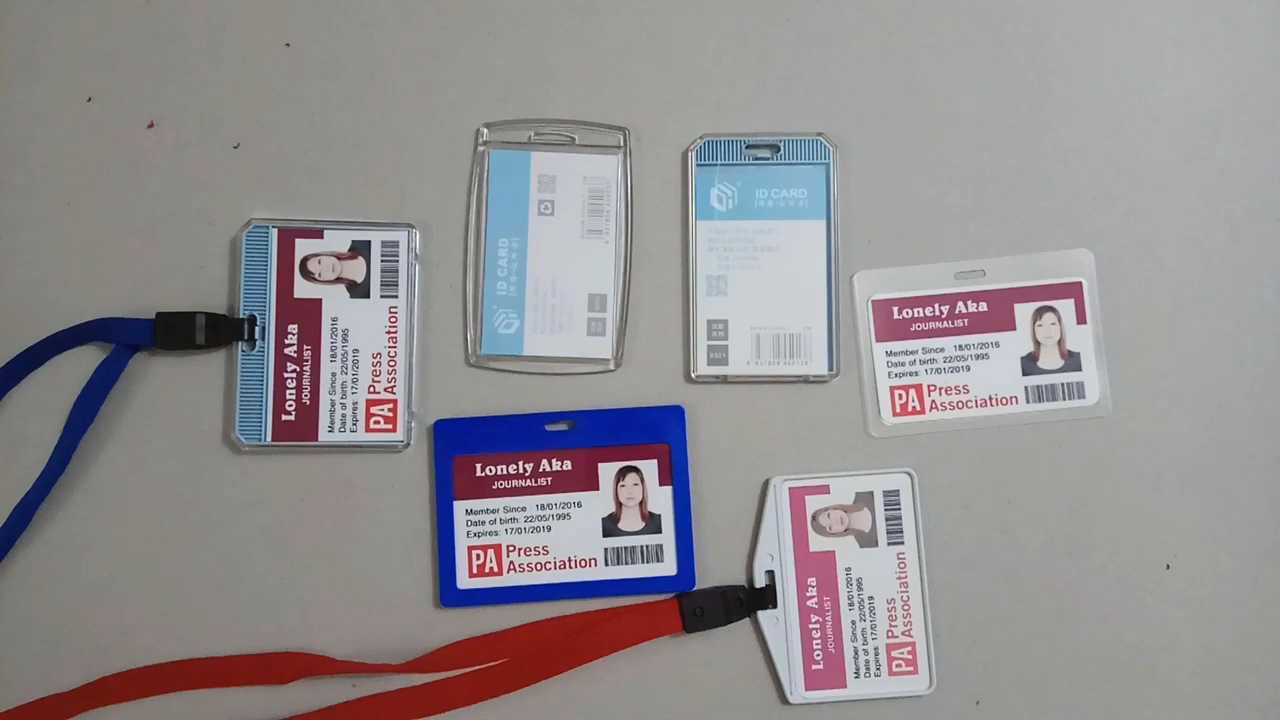 Lonely Aka
JOURNALIST
Member Since : 18/01/2016
Date of birth: 22/05/1995
Expires: 17/01/2019
PA Press
Association
ID CARD
ID CARD
9501
Lonely Aka
JOURNALIST
Member Since : 18/01/2016
Date of birth: 22/05/1995
Expires: 17/01/2019
PA Press
Association
Lonely Aka
JOURNALIST
Member Since : 18/01/2016
Date of birth: 22/05/1995
Expires: 17/01/2019
PA Press
Association
Lonely Aka
JOURNALIST
Member Since : 18/01/2016
Date of birth: 22/05/1995
Expires: 17/01/2019
PA Press
Association